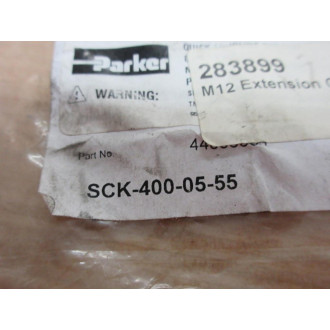 Parker
283899
M12 Extension
WARNING:
Part No
SCK-400-05-55